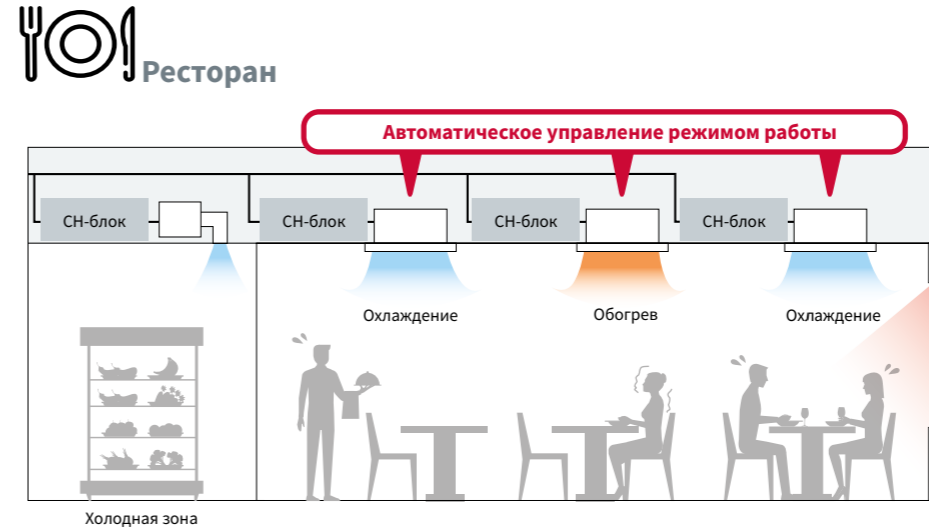 Ресторан
Автоматическое управление режимом работы
CH-блок
CH-блок
CH-блок
CH-блок
Охлаждение
Обогрев
Охлаждение
Холодная зона